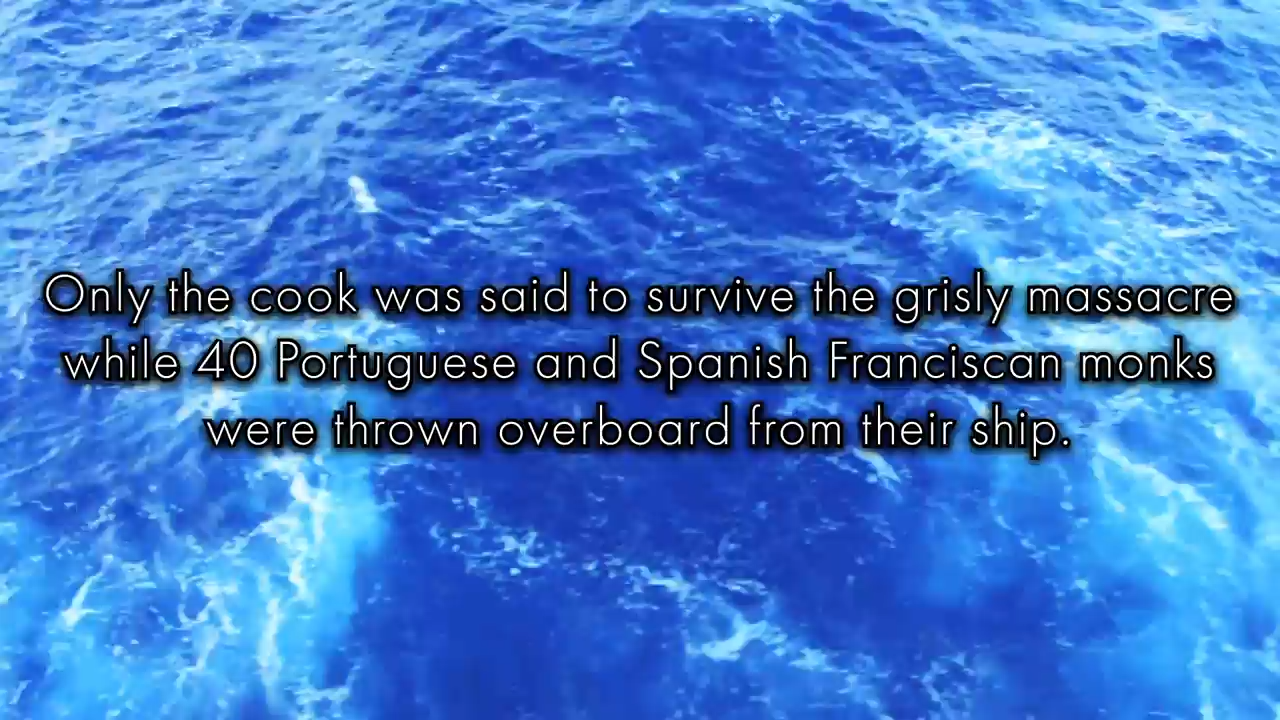 Only the cook was said to survive the grisly massacre
while 40 Portuguese and Spanish Franciscan monks
were thrown overboard from their ship.